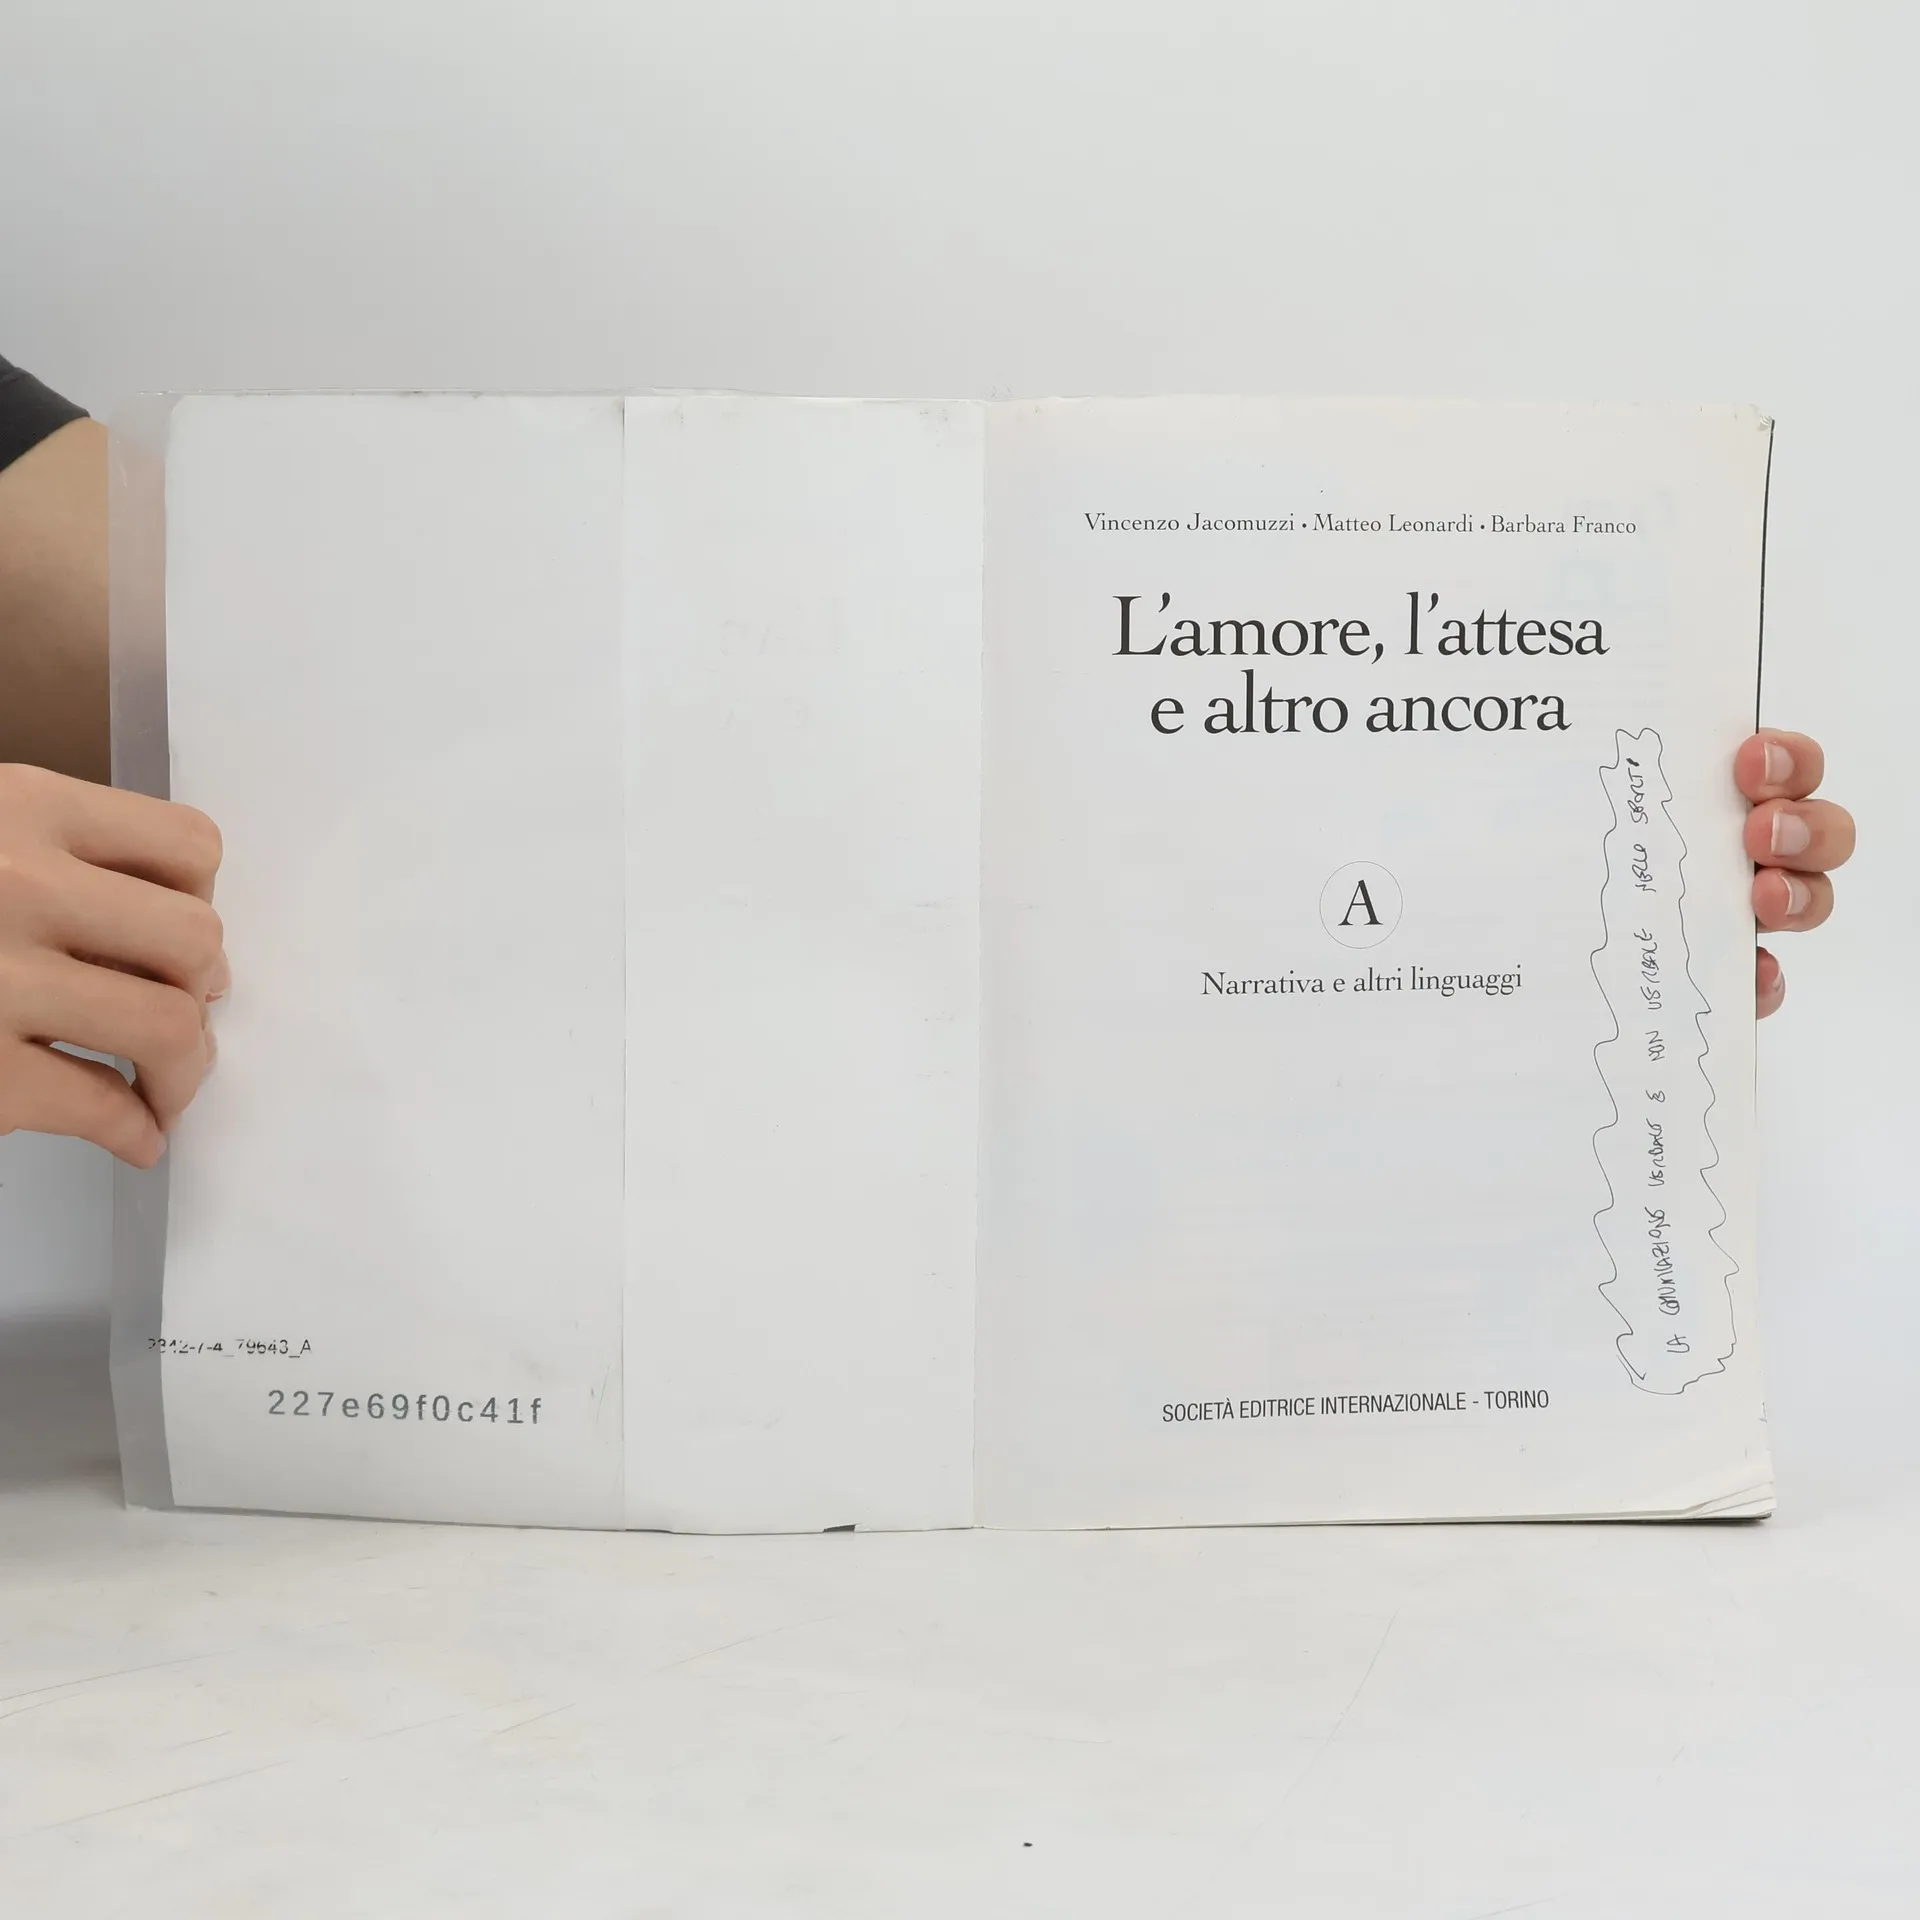 79643_A
227e69f0c41f
Vincenzo Jacomuzzi • Matteo Leonardi • Barbara Franco
L'amore, l'attesa
e altro ancora
A
Narrativa e altri linguaggi
LA COMUNICAZIONE VERBALE E NON VERBALE NELLO SPORT
SOCIETÀ EDITRICE INTERNAZIONALE - TORINO